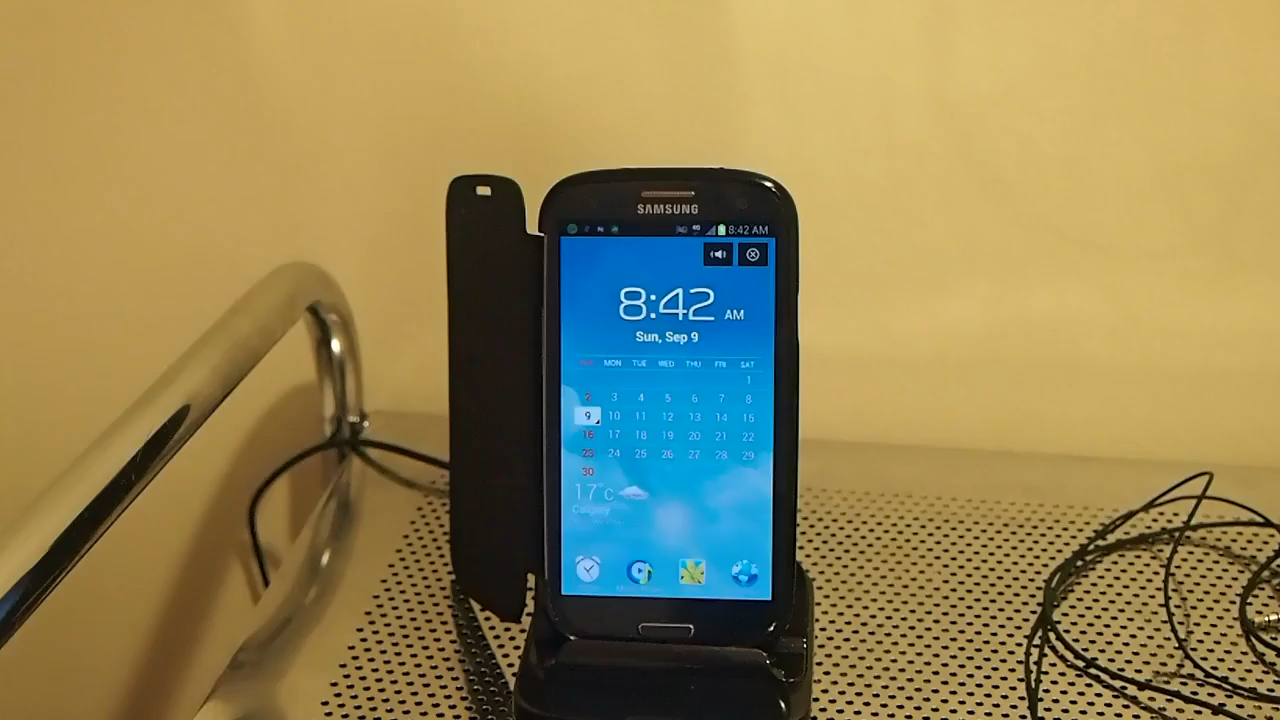 SAMSUNG
8:42 AM
8:42 AM
Sun, Sep 9
SUN MON TUE WED THU FRI SAT
1
2 3 4 5 6 7 8
9 10 11 12 13 14 15
16 17 18 19 20 21 22
23 24 25 26 27 28 29
30
17°C
Calgary